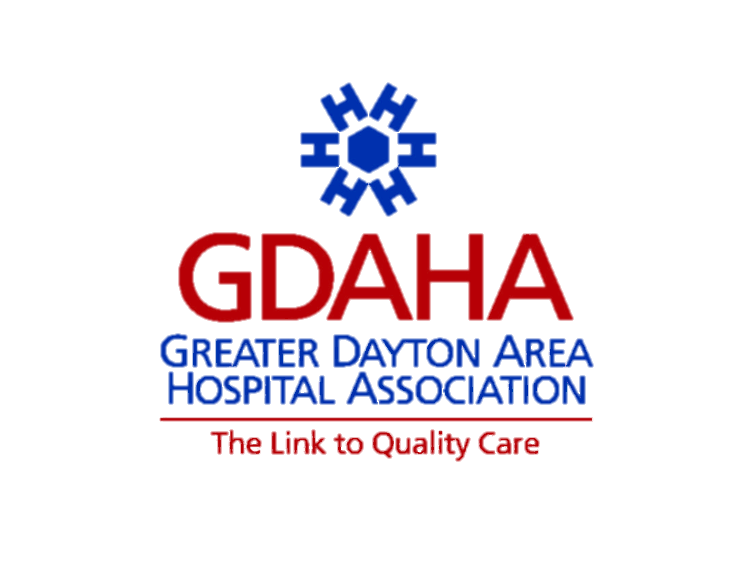 GDAHA
GREATER DAYTON AREA
HOSPITAL ASSOCIATION
The Link to Quality Care